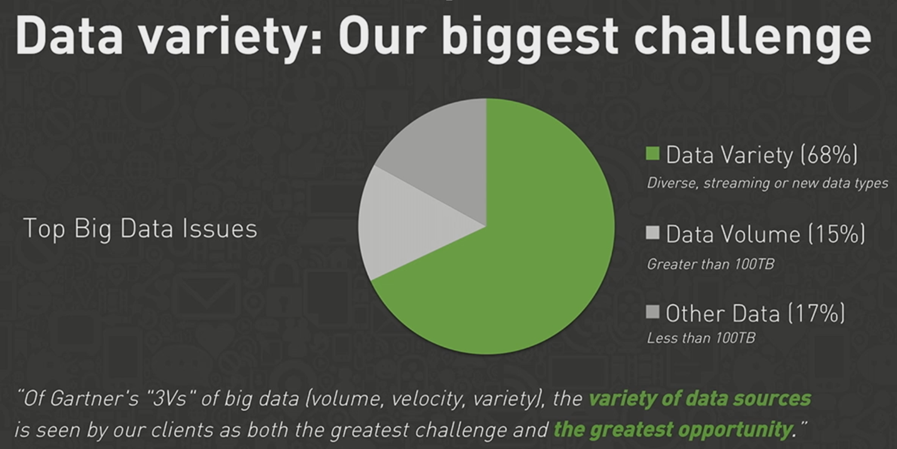 Data variety: Our biggest challenge
Top Big Data Issues
Data Variety (68%)
Diverse, streaming or new data types
Data Volume (15%)
Greater than 100TB
Other Data (17%)
Less than 100TB
"Of Gartner's "3Vs" of big data (volume, velocity, variety), the variety of data sources
is seen by our clients as both the greatest challenge and the greatest opportunity."